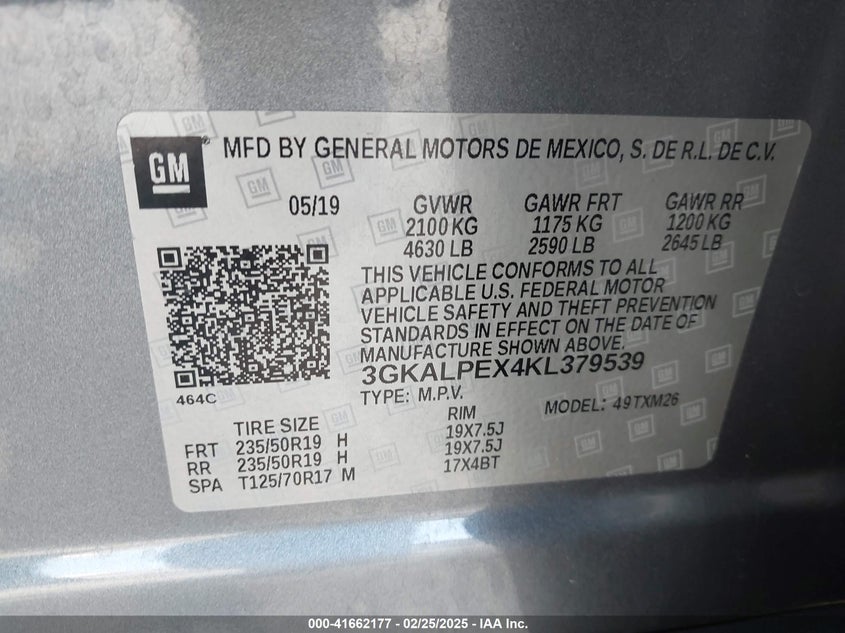 GM
MFD BY GENERAL MOTORS DE MEXICO, S. DE R.L. DE C.V.
05/19 GVWR GAWR FRT GAWR RR
2100 KG 1175 KG 1200 KG
4630 LB 2590 LB 2645 LB
THIS VEHICLE CONFORMS TO ALL
APPLICABLE U.S. FEDERAL MOTOR
VEHICLE SAFETY AND THEFT PREVENTION
STANDARDS IN EFFECT ON THE DATE OF
MANUFACTURE SHOWN ABOVE.
3GKALPEX4KL379539
464C
TYPE: M.P.V. MODEL: 49TXM26
TIRE SIZE RIM
FRT 235/50R19 H 19X7.5J
RR 235/50R19 H 19X7.5J
SPA T125/70R17 M 17X4BT
000-41662177 - 02/25/2025 - IAA Inc.